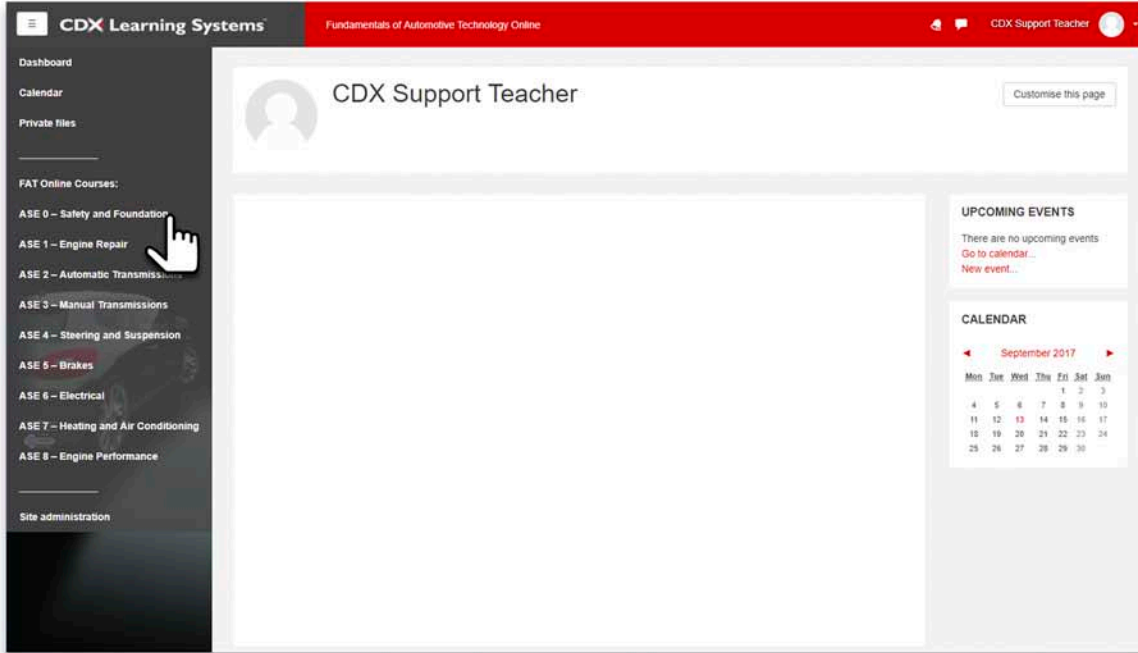 CDX Learning Systems
Fundamentals of Automotive Technology Online
CDX Support Teacher
Dashboard
Calendar
Private files
FAT Online Courses:
ASE 0 – Safety and Foundation
ASE 1 – Engine Repair
ASE 2 – Automatic Transmissions
ASE 3 – Manual Transmissions
ASE 4 – Steering and Suspension
ASE 5 – Brakes
ASE 6 – Electrical
ASE 7 – Heating and Air Conditioning
ASE 8 – Engine Performance
Site administration
CDX Support Teacher
Customise this page
UPCOMING EVENTS
There are no upcoming events
Go to calendar...
New event...
CALENDAR
◄ September 2017 ►
Mon Tue Wed Thu Fri Sat Sun
1 2 3
4 5 6 7 8 9 10
11 12 13 14 15 16 17
18 19 20 21 22 23 24
25 26 27 28 29 30